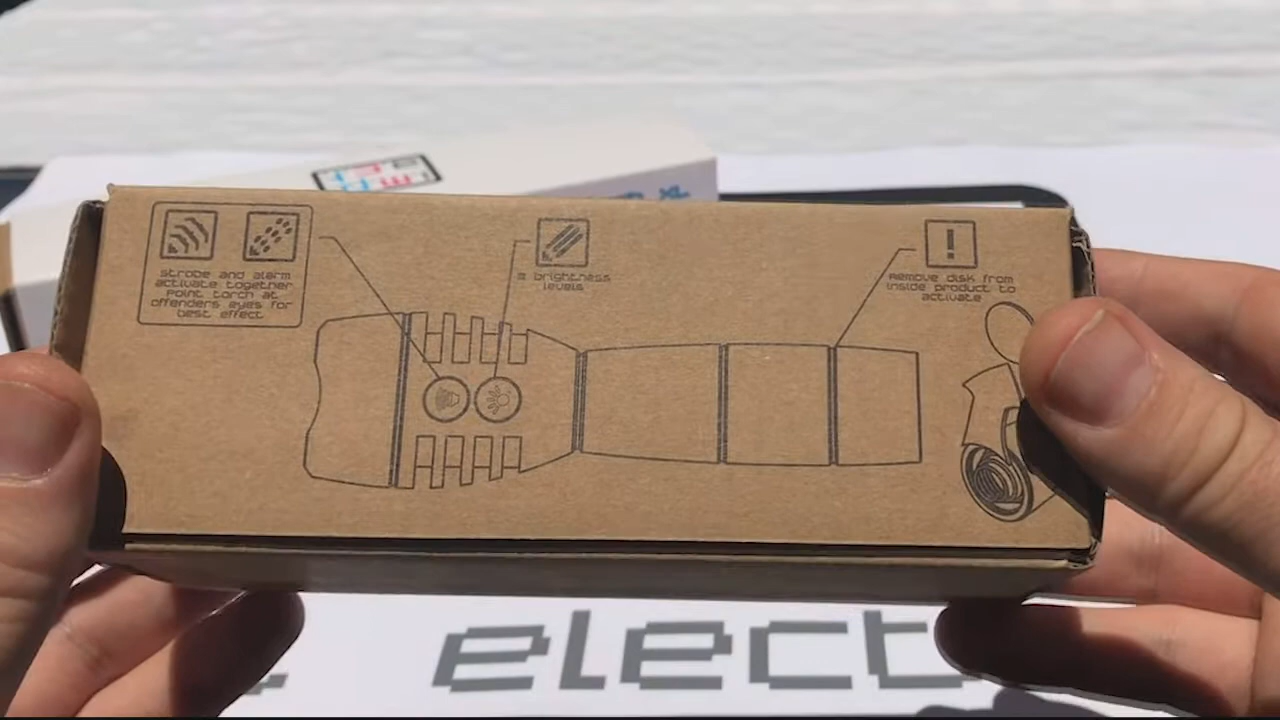 strobe and alarm
activate together
Point torch at
offenders eyes for
best effect
brightness
levels
!
Remove disk from
inside product to
activate
elect